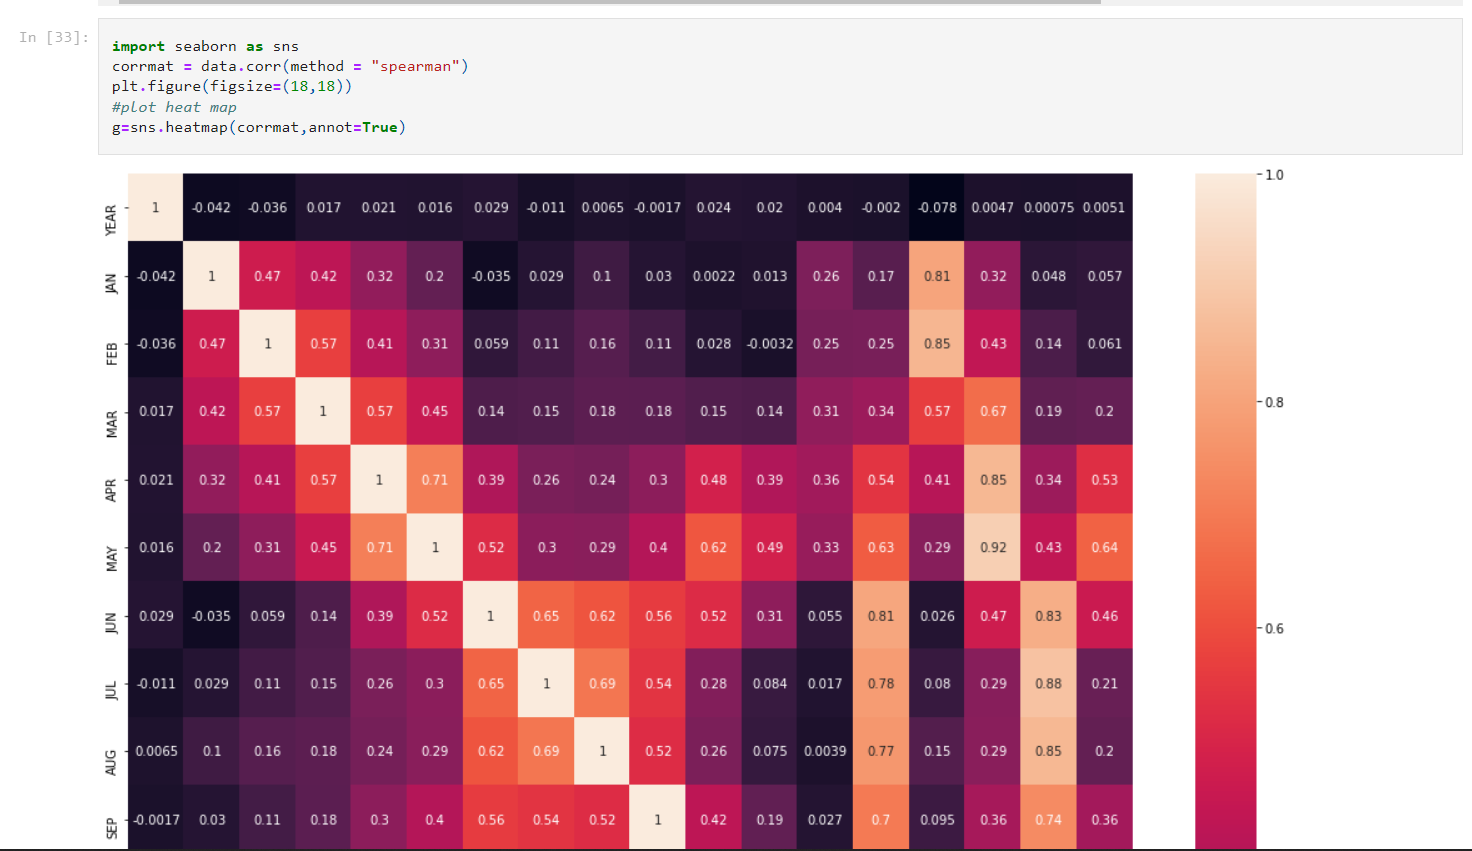 In [33]:
import seaborn as sns
corrmat = data.corr(method = "spearman")
plt.figure(figsize=(18,18))
#plot heat map
g=sns.heatmap(corrmat,annot=True)
YEAR 1 -0.042 -0.036 0.017 0.021 0.016 0.029 -0.011 0.0065 -0.0017 0.024 0.02 0.004 -0.002 -0.078 0.0047 0.00075 0.0051
JAN -0.042 1 0.47 0.42 0.32 0.2 -0.035 0.029 0.1 0.03 0.0022 0.013 0.26 0.17 0.81 0.32 0.048 0.057
FEB -0.036 0.47 1 0.57 0.41 0.31 0.059 0.11 0.16 0.11 0.028 -0.0032 0.25 0.25 0.85 0.43 0.14 0.061
MAR 0.017 0.42 0.57 1 0.57 0.45 0.14 0.15 0.18 0.18 0.15 0.14 0.31 0.34 0.57 0.67 0.19 0.2
APR 0.021 0.32 0.41 0.57 1 0.71 0.39 0.26 0.24 0.3 0.48 0.39 0.36 0.54 0.41 0.85 0.34 0.53
MAY 0.016 0.2 0.31 0.45 0.71 1 0.52 0.3 0.29 0.4 0.62 0.49 0.33 0.63 0.29 0.92 0.43 0.64
JUN 0.029 -0.035 0.059 0.14 0.39 0.52 1 0.65 0.62 0.56 0.52 0.31 0.055 0.81 0.026 0.47 0.83 0.46
JUL -0.011 0.029 0.11 0.15 0.26 0.3 0.65 1 0.69 0.54 0.28 0.084 0.017 0.78 0.08 0.29 0.88 0.21
AUG 0.0065 0.1 0.16 0.18 0.24 0.29 0.62 0.69 1 0.52 0.26 0.075 0.0039 0.77 0.15 0.29 0.85 0.2
SEP -0.0017 0.03 0.11 0.18 0.3 0.4 0.56 0.54 0.52 1 0.42 0.19 0.027 0.7 0.095 0.36 0.74 0.36
1.0
0.8
0.6